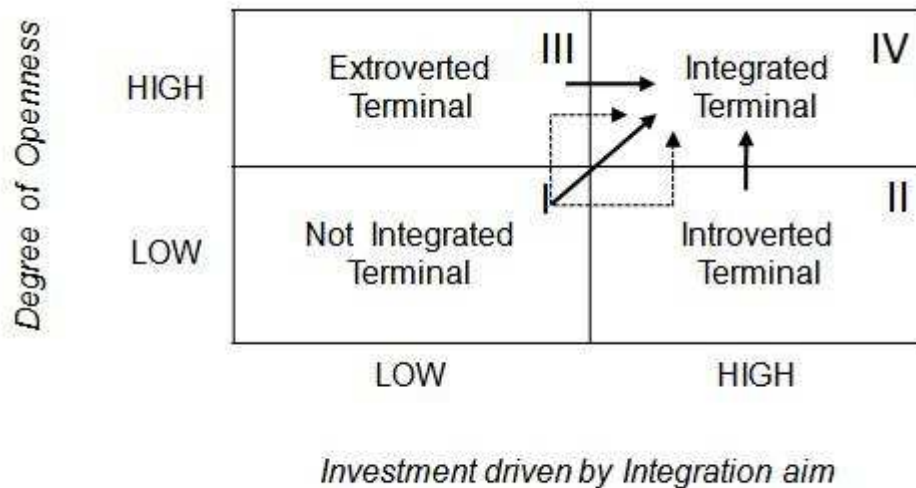 Degree of Openness
HIGH
LOW
III
Extroverted
Terminal
IV
Integrated
Terminal
I
Not Integrated
Terminal
II
Introverted
Terminal
LOW
HIGH
Investment driven by Integration aim